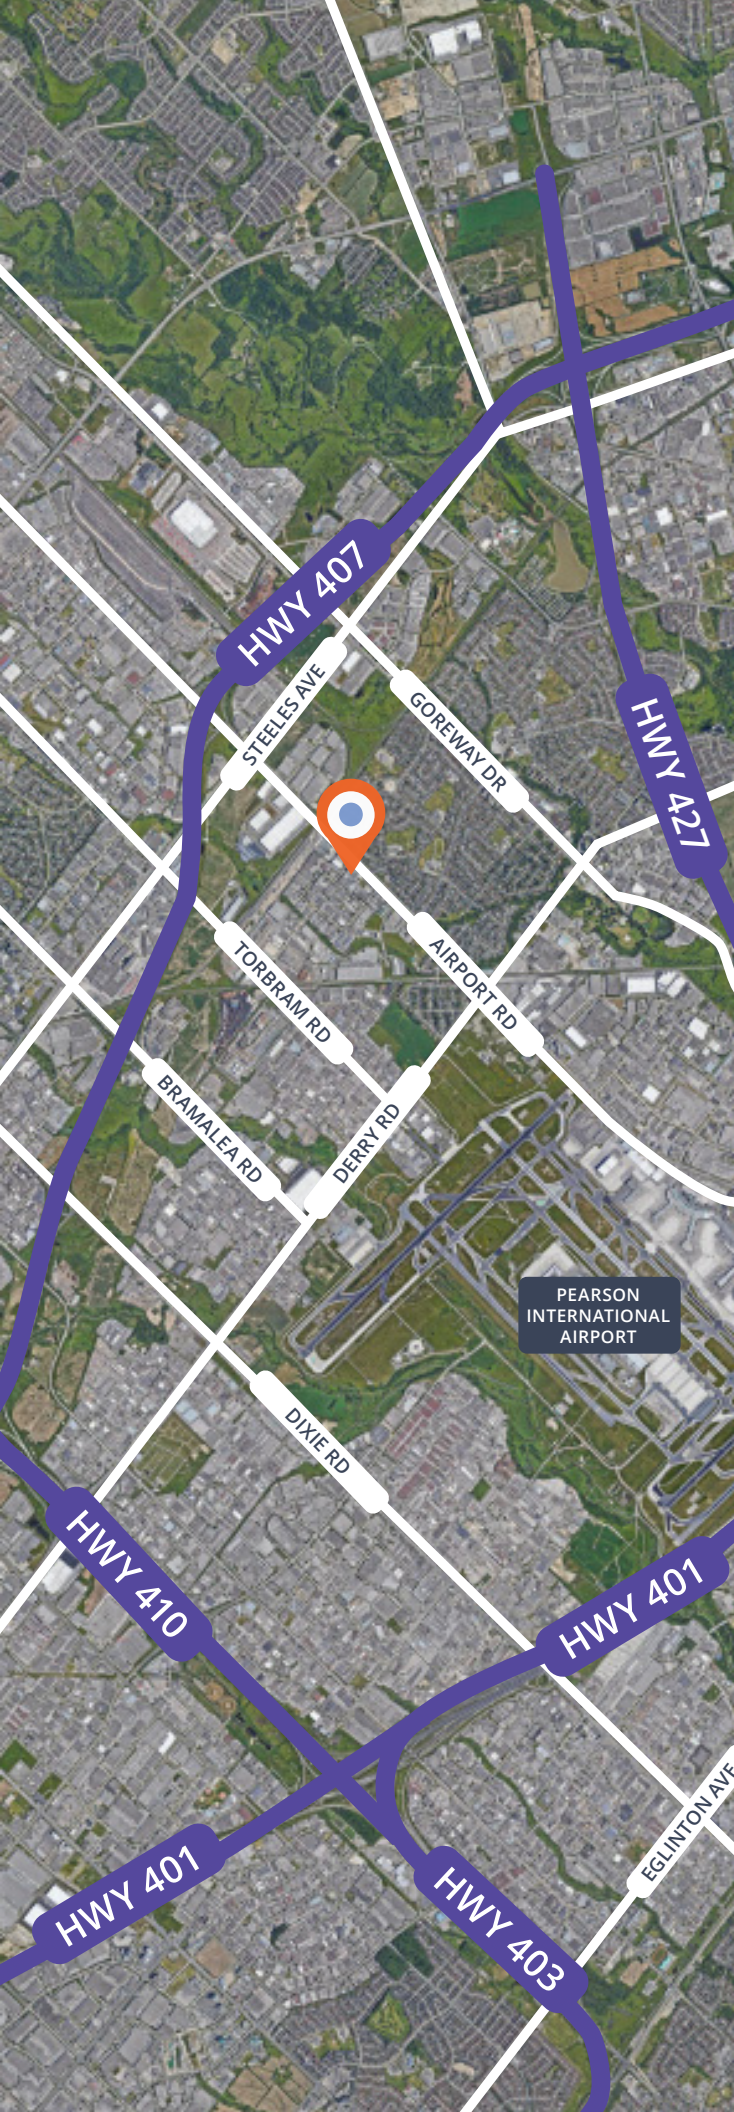 HWY 407
STEELES AVE
GOREWAY DR
HWY 427
AIRPORT RD
TORBRAM RD
BRAMALEA RD
DERRY RD
PEARSON
INTERNATIONAL
AIRPORT
DIXIE RD
HWY 410
HWY 401
EGLINTON AVE
HWY 401
HWY 403